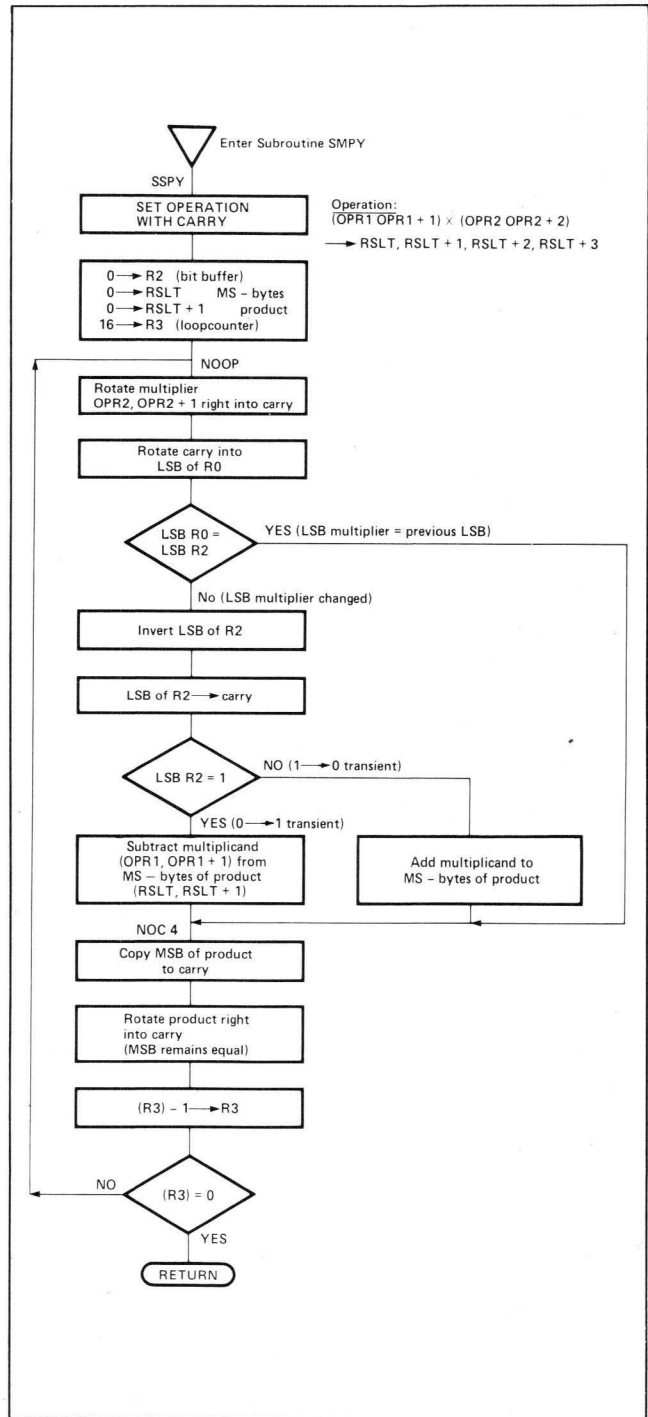 Enter Subroutine SMPY
SSPY
SET OPERATION
WITH CARRY
Operation:
(OPR1 OPR1 + 1) × (OPR2 OPR2 + 2)
→ RSLT, RSLT + 1, RSLT + 2, RSLT + 3
0→R2 (bit buffer)
0→RSLT MS – bytes
0→RSLT + 1 product
16→R3 (loopcounter)
NOOP
Rotate multiplier
OPR2, OPR2 + 1 right into carry
Rotate carry into
LSB of R0
LSB R0 =
LSB R2
YES (LSB multiplier = previous LSB)
No (LSB multiplier changed)
Invert LSB of R2
LSB of R2→carry
LSB R2 = 1
NO (1→0 transient)
YES (0→1 transient)
Subtract multiplicand
(OPR1, OPR1 + 1) from
MS – bytes of product
(RSLT, RSLT + 1)
Add multiplicand to
MS – bytes of product
NOC 4
Copy MSB of product
to carry
Rotate product right
into carry
(MSB remains equal)
(R3) – 1→R3
NO
(R3) = 0
YES
RETURN